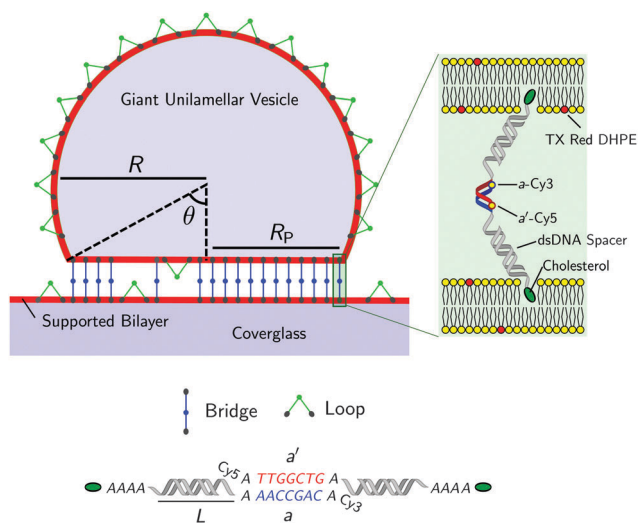 Giant Unilamellar Vesicle
R
θ
R_P
Supported Bilayer
Coverglass
TX Red DHPE
a-Cy3
a′-Cy5
dsDNA Spacer
Cholesterol
Bridge
Loop
a′
Cy5 A TTGGCTG A
AAAA
AAAA
A AACCGAC A Cy3
L
a